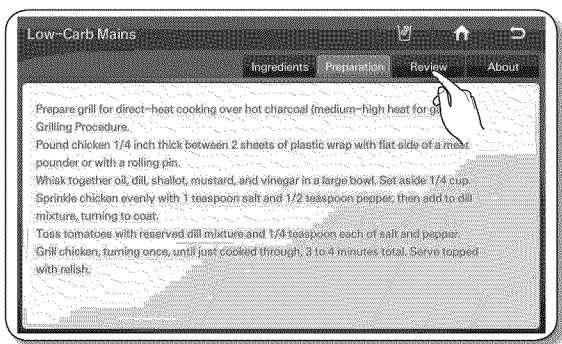 Low-Carb Mains
Ingredients Preparation Review About
Prepare grill for direct-heat cooking over hot charcoal (medium-high heat for
Grilling Procedure.
Pound chicken 1/4 inch thick between 2 sheets of plastic wrap with flat side of a meat
pounder or with a rolling pin.
Whisk together oil, dill, shallot, mustard, and vinegar in a large bowl. Set aside 1/4 cup
Sprinkle chicken evenly with 1 teaspoon salt and 1/2 teaspoon pepper, then add to dill
mixture, turning to coat.
Toss tomatoes with reserved dill mixture and 1/4 teaspoon each of salt and pepper.
Grill chicken, turning once, until just cooked through, 3 to 4 minutes total. Serve topped
with relish.